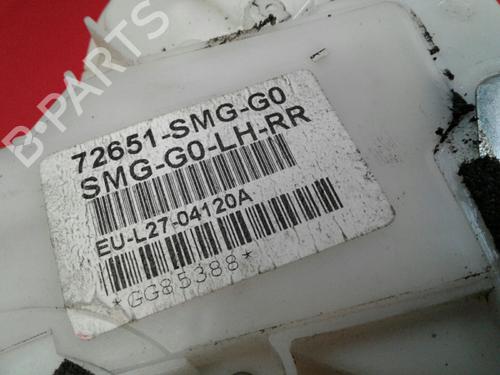 B-PARTS
72651-SMG-G0
SMG-G0-LH-RR
EU-L27-04120A
*GG85388*